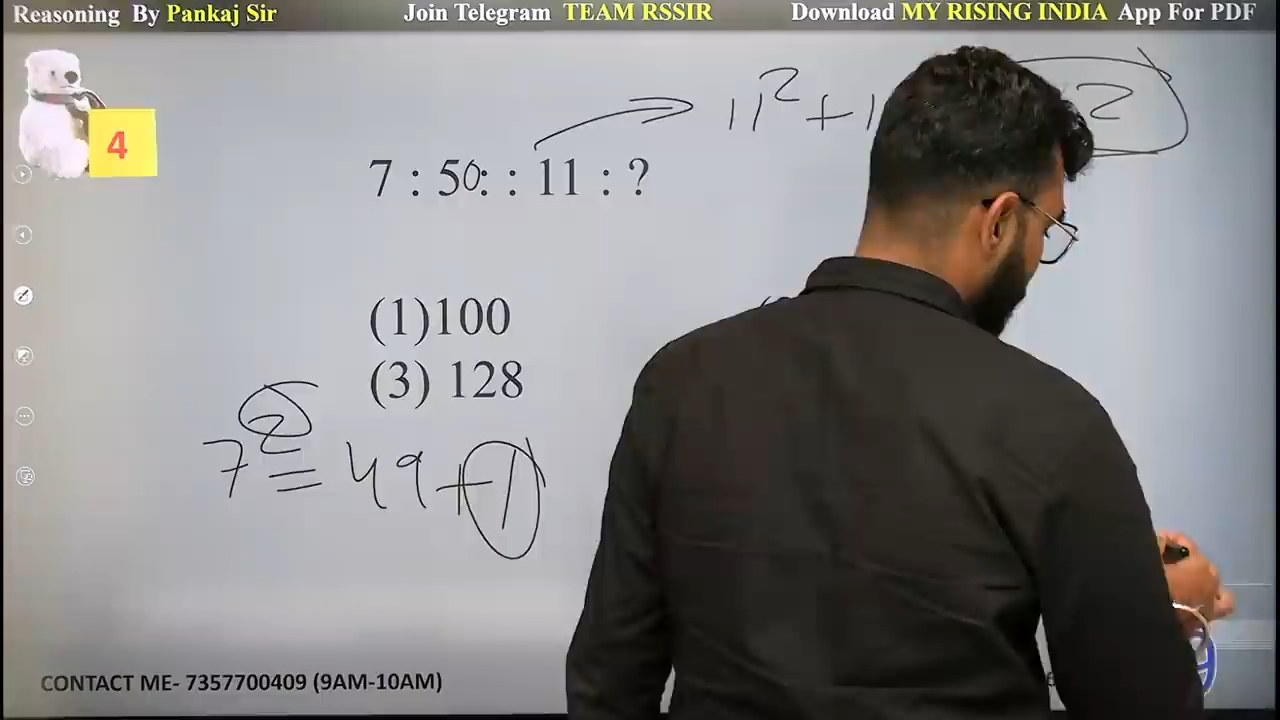 Reasoning By Pankaj Sir
Join Telegram TEAM RSSIR
Download MY RISING INDIA App For PDF
4
11² + 1
2
7 : 50 : : 11 : ?
(1)100
(3) 128
7² = 49 + 1
CONTACT ME- 7357700409 (9AM-10AM)